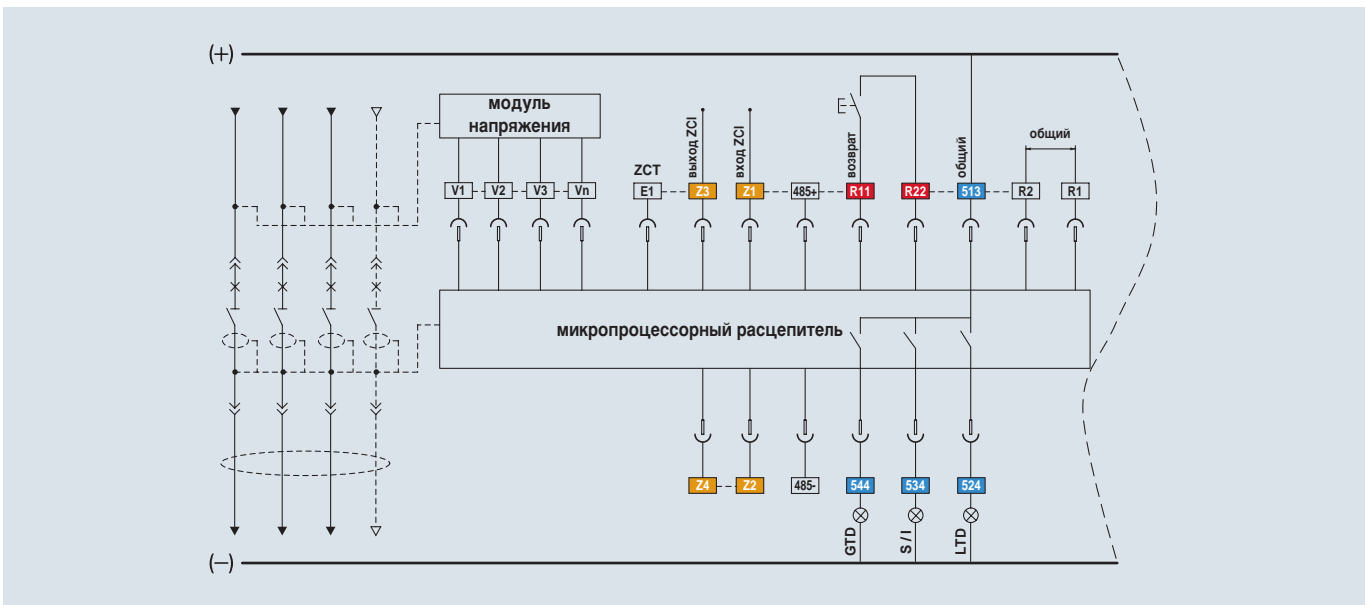 (+)
модуль
напряжения
ZCT
выход ZCI
вход ZCI
возврат
общий
общий
V1 V2 V3 Vn E1 Z3 Z1 485+ R11 R22 513 R2 R1
микропроцессорный расцепитель
Z4 Z2 485- 544 534 524
GTD
S / I
LTD
(—)